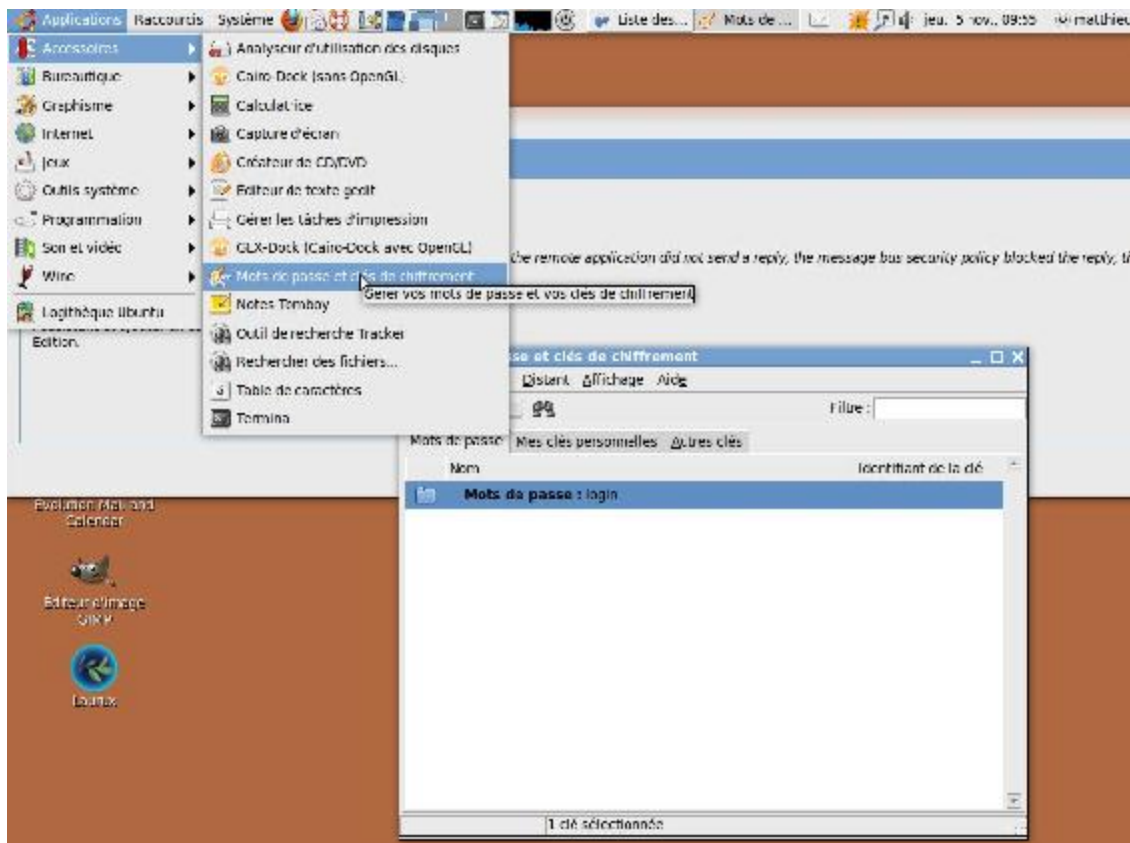 Applications Raccourcis Système Liste des... Mots de ... jeu. 5 nov., 09:55 matthieu
Accessoires
Bureautique
Graphisme
Internet
Jeux
Outils système
Programmation
Son et vidéo
Wine
Logithèque Ubuntu
Analyseur d'utilisation des disques
Cairo-Dock (sans OpenGL)
Calculatrice
Capture d'écran
Créateur de CD/DVD
Éditeur de texte gedit
Gérer les tâches d'impression
GLX-Dock (Cairo-Dock avec OpenGL)
Mots de passe et clés de chiffrement
Gérer vos mots de passe et vos clés de chiffrement
Notes Tomboy
Outil de recherche Tracker
Rechercher des fichiers...
Table de caractères
Termina
the remote application did not send a reply, the message bus security policy blocked the reply, t
Edition.
se et clés de chiffrement
Distant Affichage Aide
Filtre :
Mots de passe Mes clés personnelles Autres clés
Nom Identifiant de la clé
Mots de passe : login
1 clé sélectionnée
Evolution Mail and
Calendar
Éditeur d'image
GIMP